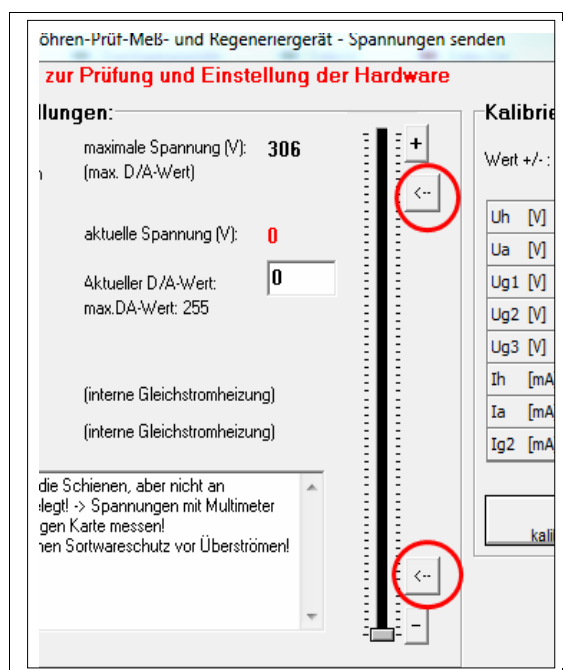 öhren-Prüf-Meß- und Regeneriergerät - Spannungen senden
zur Prüfung und Einstellung der Hardware
llungen:
maximale Spannung (V): 306
(max. D/A-Wert)
+
<--
aktuelle Spannung (V): 0
Aktueller D/A-Wert: 0
max.DA-Wert: 255
(interne Gleichstromheizung)
(interne Gleichstromheizung)
die Schienen, aber nicht an
elegt! -> Spannungen mit Multimeter
gen Karte messen!
nen Sortwareschutz vor Überströmen!
<--
-
Kalibrie
Wert +/- :
Uh [V]
Ua [V]
Ug1 [V]
Ug2 [V]
Ug3 [V]
Ih [mA
Ia [mA
Ig2 [mA
kali